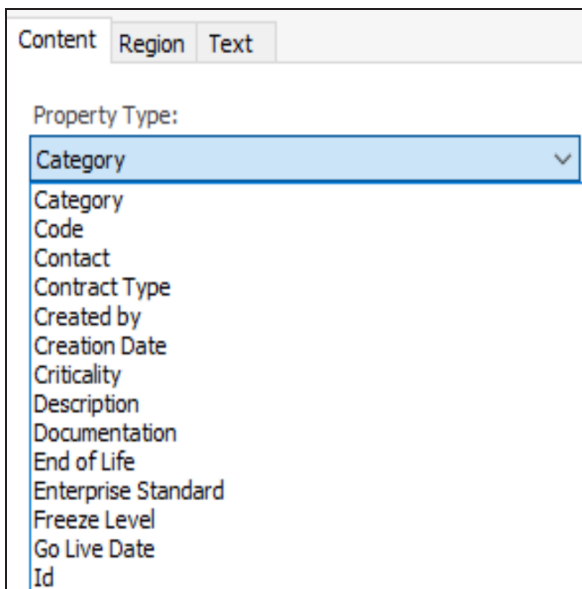 Content Region Text
Property Type:
Category
Category
Code
Contact
Contract Type
Created by
Creation Date
Criticality
Description
Documentation
End of Life
Enterprise Standard
Freeze Level
Go Live Date
Id